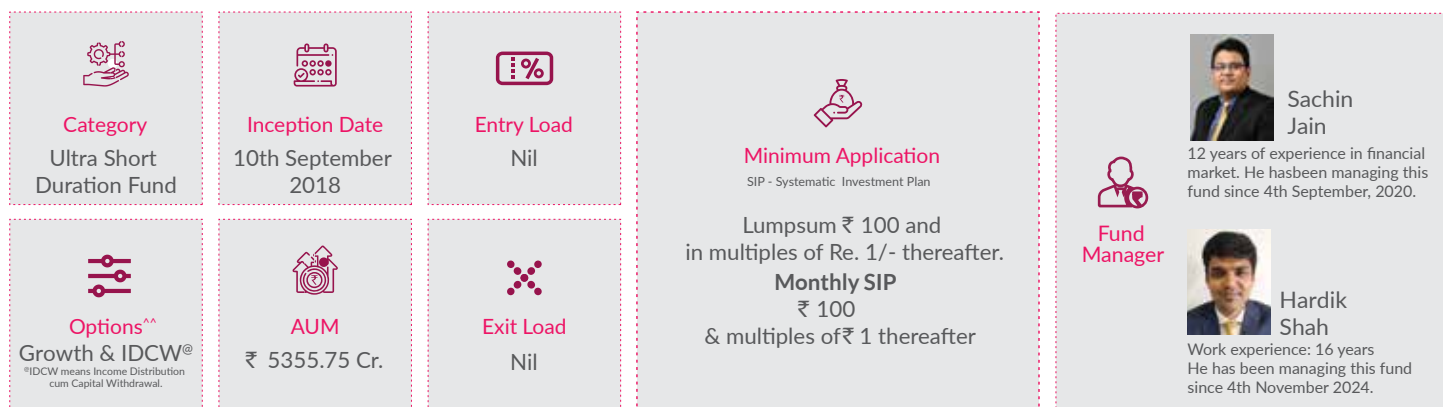 Category
Ultra Short
Duration Fund
Inception Date
10th September
2018
Entry Load
Nil
Options^^
Growth & IDCW@
@IDCW means Income Distribution
cum Capital Withdrawal.
AUM
₹ 5355.75 Cr.
Exit Load
Nil
Minimum Application
SIP - Systematic Investment Plan
Lumpsum ₹ 100 and
in multiples of Re. 1/- thereafter.
Monthly SIP
₹ 100
& multiples of₹ 1 thereafter
Fund
Manager
Sachin
Jain
12 years of experience in financial
market. He hasbeen managing this
fund since 4th September, 2020.
Hardik
Shah
Work experience: 16 years
He has been managing this fund
since 4th November 2024.